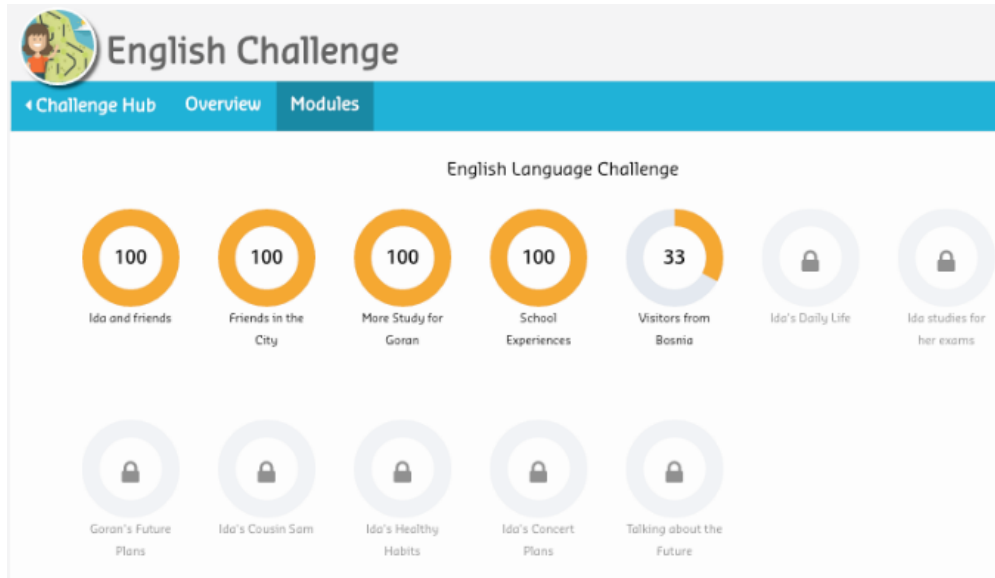 English Challenge
Challenge Hub Overview Modules
English Language Challenge
100 100 100 100 33
Ida and friends
Friends in the
City
More Study for
Goran
School
Experiences
Visitors from
Bosnia
Ida's Daily Life
Ida studies for
her exams
Goran's Future
Plans
Ida's Cousin Sam
Ida's Healthy
Habits
Ida's Concert
Plans
Talking about the
Future